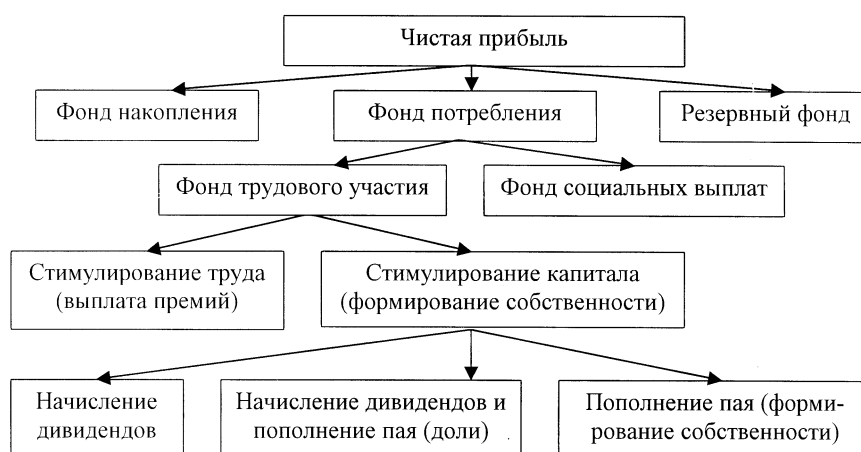 Чистая прибыль
Фонд накопления
Фонд потребления
Резервный фонд
Фонд трудового участия
Фонд социальных выплат
Стимулирование труда
(выплата премий)
Стимулирование капитала
(формирование собственности)
Начисление
дивидендов
Начисление дивидендов и
пополнение пая (доли)
Пополнение пая (форми-
рование собственности)